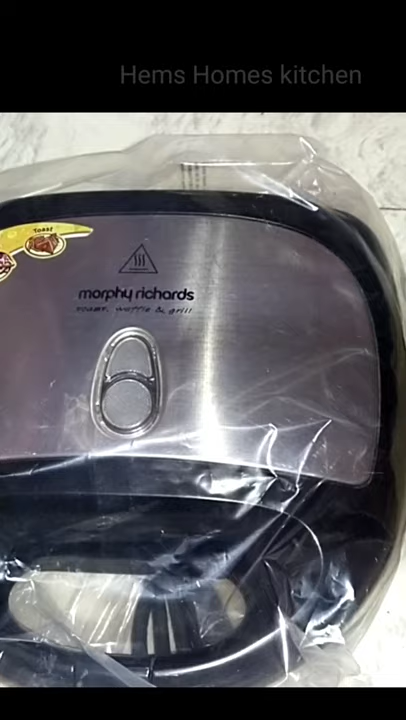 Hems Homes kitchen
TOAST
morphy richards
toast, waffle & grill